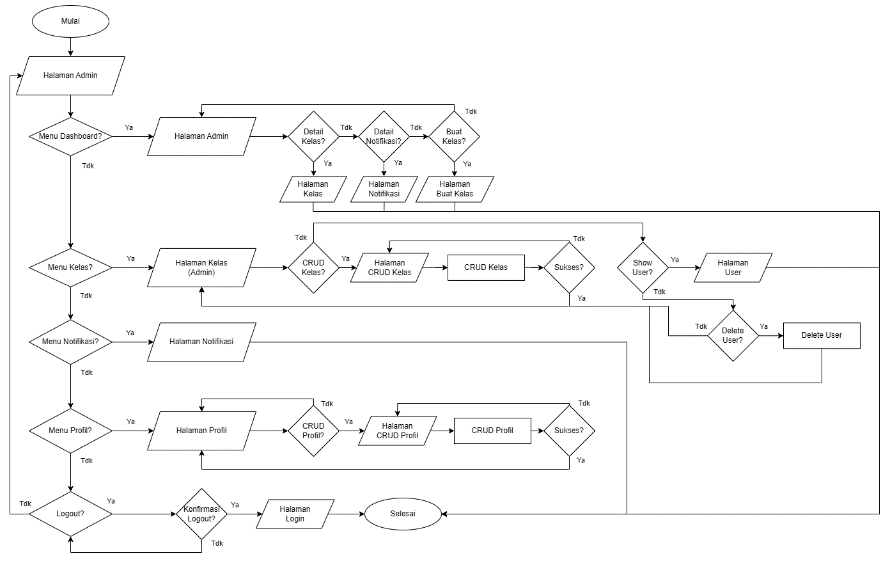 Mulai
Halaman Admin
Menu Dashboard?
Ya
Tdk
Halaman Admin
Detail
Kelas?
Tdk
Ya
Detail
Notifikasi?
Tdk
Ya
Buat
Kelas?
Tdk
Ya
Halaman
Kelas
Halaman
Notifikasi
Halaman
Buat Kelas
Menu Kelas?
Ya
Tdk
Halaman Kelas
(Admin)
CRUD
Kelas?
Tdk
Ya
Halaman
CRUD Kelas
CRUD Kelas
Sukses?
Tdk
Ya
Show
User?
Ya
Tdk
Halaman
User
Delete
User?
Tdk
Ya
Delete User
Menu Notifikasi?
Ya
Tdk
Halaman Notifikasi
Menu Profil?
Ya
Tdk
Halaman Profil
CRUD
Profil?
Tdk
Ya
Halaman
CRUD Profil
CRUD Profil
Sukses?
Tdk
Ya
Logout?
Tdk
Ya
Konfirmasi
Logout?
Ya
Tdk
Halaman
Login
Selesai